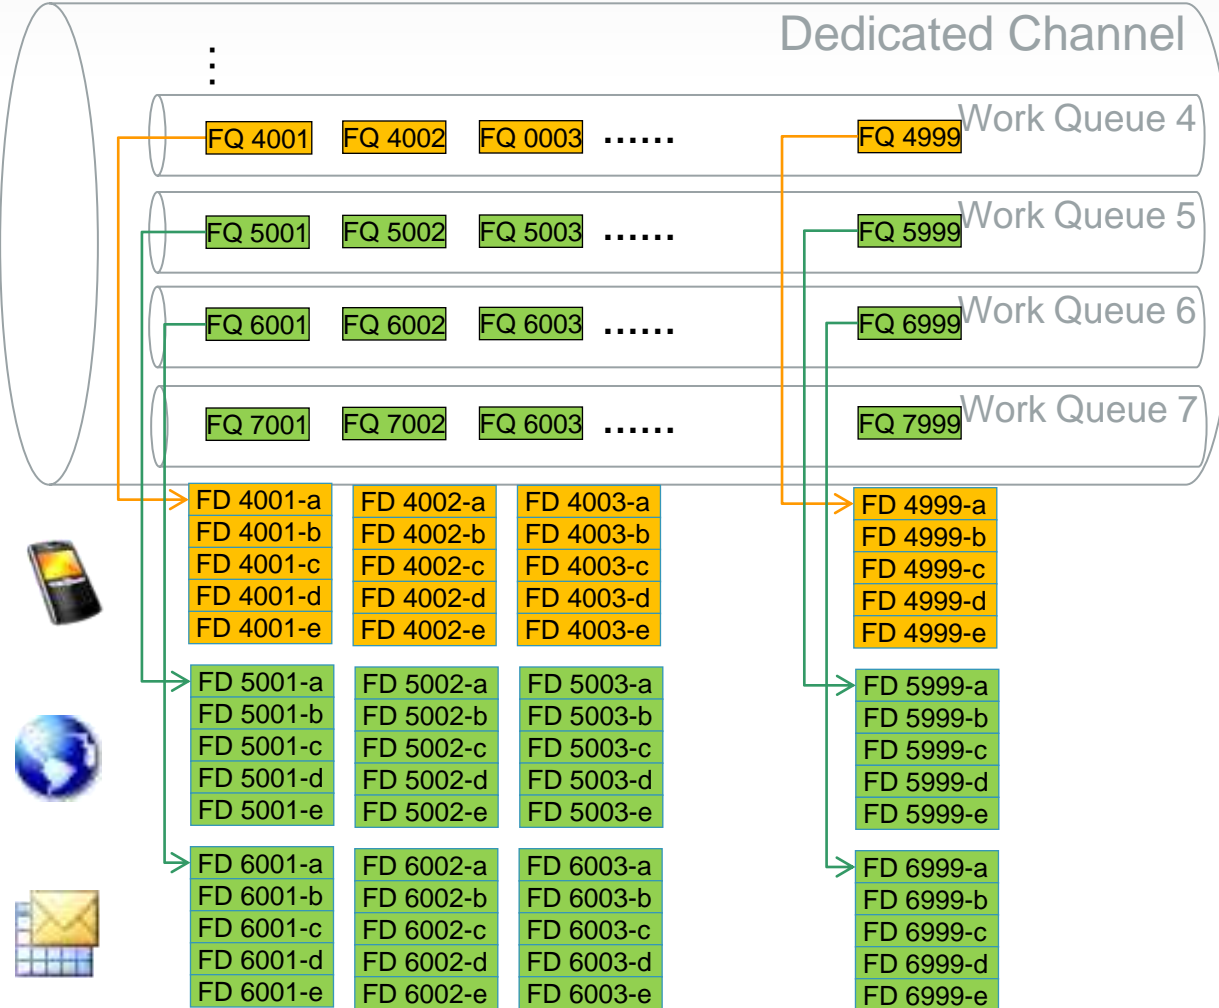 Dedicated Channel
⋮
Work Queue 4
FQ 4001 FQ 4002 FQ 0003 ...... FQ 4999
Work Queue 5
FQ 5001 FQ 5002 FQ 5003 ...... FQ 5999
Work Queue 6
FQ 6001 FQ 6002 FQ 6003 ...... FQ 6999
Work Queue 7
FQ 7001 FQ 7002 FQ 6003 ...... FQ 7999
FD 4001-a FD 4002-a FD 4003-a FD 4999-a
FD 4001-b FD 4002-b FD 4003-b FD 4999-b
FD 4001-c FD 4002-c FD 4003-c FD 4999-c
FD 4001-d FD 4002-d FD 4003-d FD 4999-d
FD 4001-e FD 4002-e FD 4003-e FD 4999-e
FD 5001-a FD 5002-a FD 5003-a FD 5999-a
FD 5001-b FD 5002-b FD 5003-b FD 5999-b
FD 5001-c FD 5002-c FD 5003-c FD 5999-c
FD 5001-d FD 5002-d FD 5003-d FD 5999-d
FD 5001-e FD 5002-e FD 5003-e FD 5999-e
FD 6001-a FD 6002-a FD 6003-a FD 6999-a
FD 6001-b FD 6002-b FD 6003-b FD 6999-b
FD 6001-c FD 6002-c FD 6003-c FD 6999-c
FD 6001-d FD 6002-d FD 6003-d FD 6999-d
FD 6001-e FD 6002-e FD 6003-e FD 6999-e